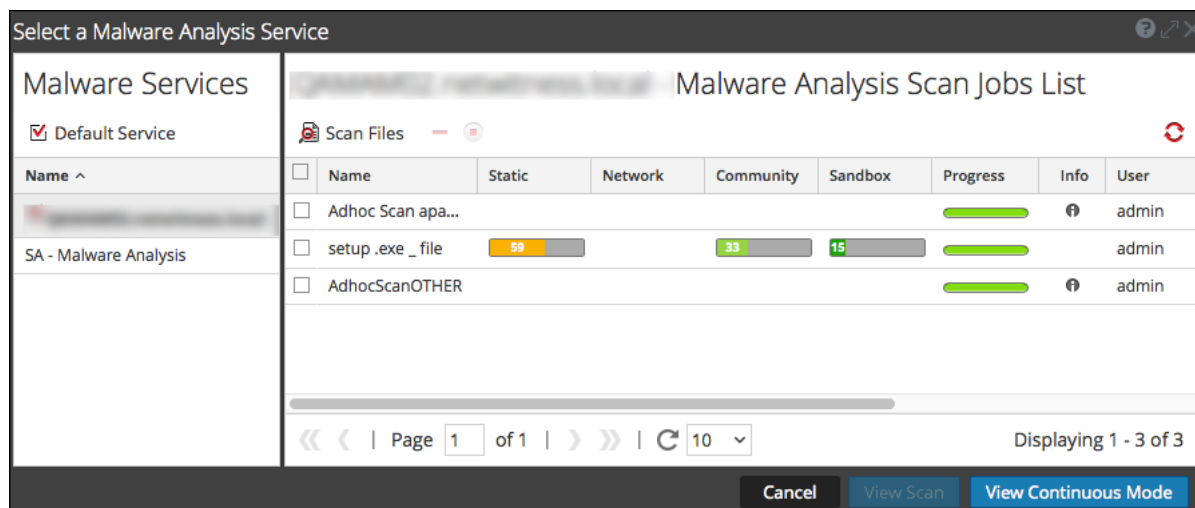 Select a Malware Analysis Service
Malware Services
Default Service
Name
SA - Malware Analysis
Malware Analysis Scan Jobs List
Scan Files
Name Static Network Community Sandbox Progress Info User
Adhoc Scan apa... admin
setup .exe _ file 59 33 15 admin
AdhocScanOTHER admin
Page 1 of 1 10 Displaying 1 - 3 of 3
Cancel View Scan View Continuous Mode